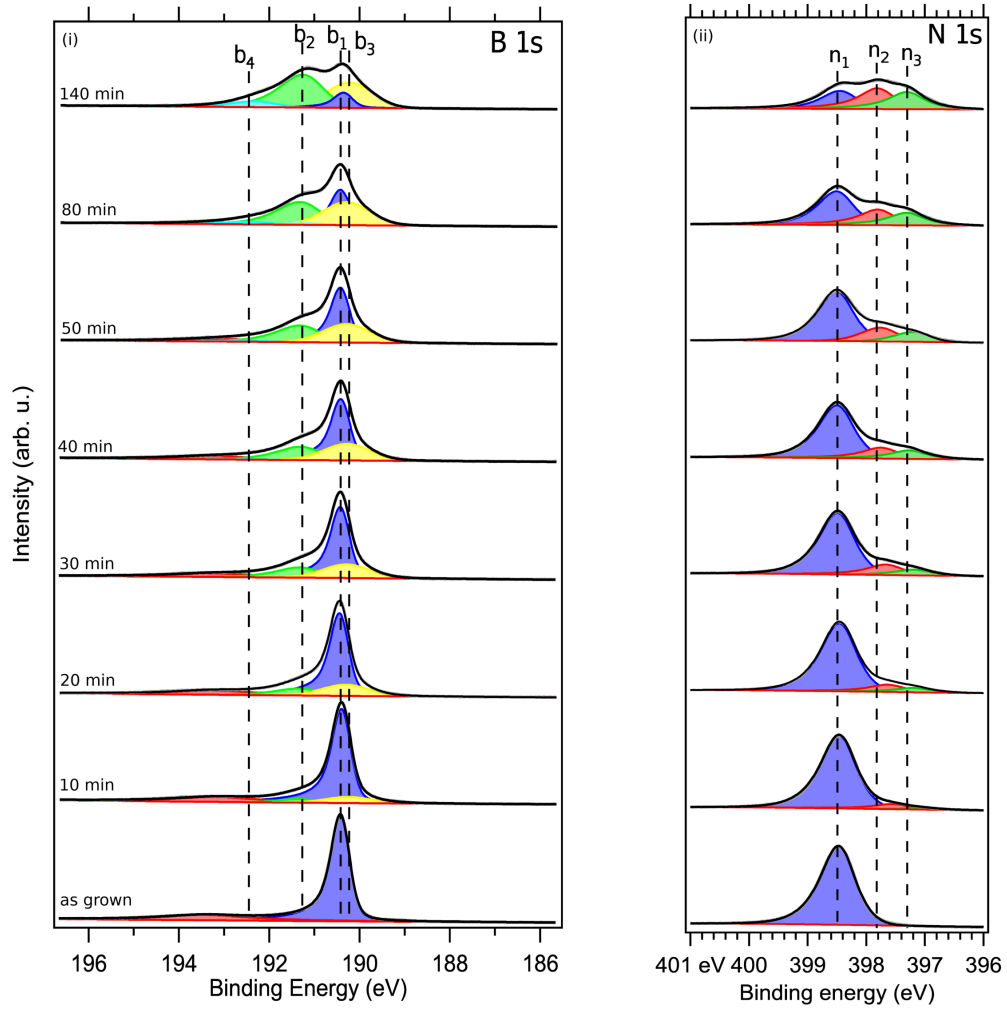 (i)
B 1s
b4
b2
b1
b3
140 min
80 min
50 min
40 min
30 min
20 min
10 min
as grown
Intensity (arb. u.)
196 194 192 190 188 186
Binding Energy (eV)
(ii)
N 1s
n1
n2
n3
401 eV 400 399 398 397 396
Binding energy (eV)